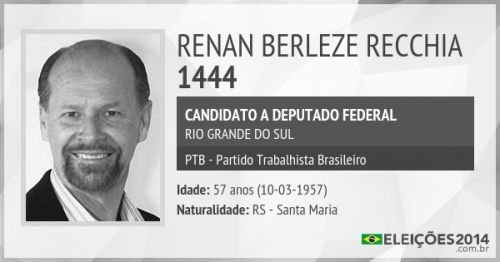 RENAN BERLEZE RECCHIA
1444
CANDIDATO A DEPUTADO FEDERAL
RIO GRANDE DO SUL
PTB - Partido Trabalhista Brasileiro
Idade: 57 anos (10-03-1957)
Naturalidade: RS - Santa Maria
ELEIÇÕES2014
.com.br